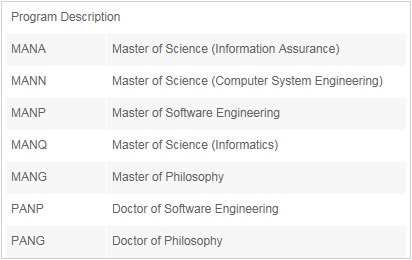 Program Description
MANA Master of Science (Information Assurance)
MANN Master of Science (Computer System Engineering)
MANP Master of Software Engineering
MANQ Master of Science (Informatics)
MANG Master of Philosophy
PANP Doctor of Software Engineering
PANG Doctor of Philosophy